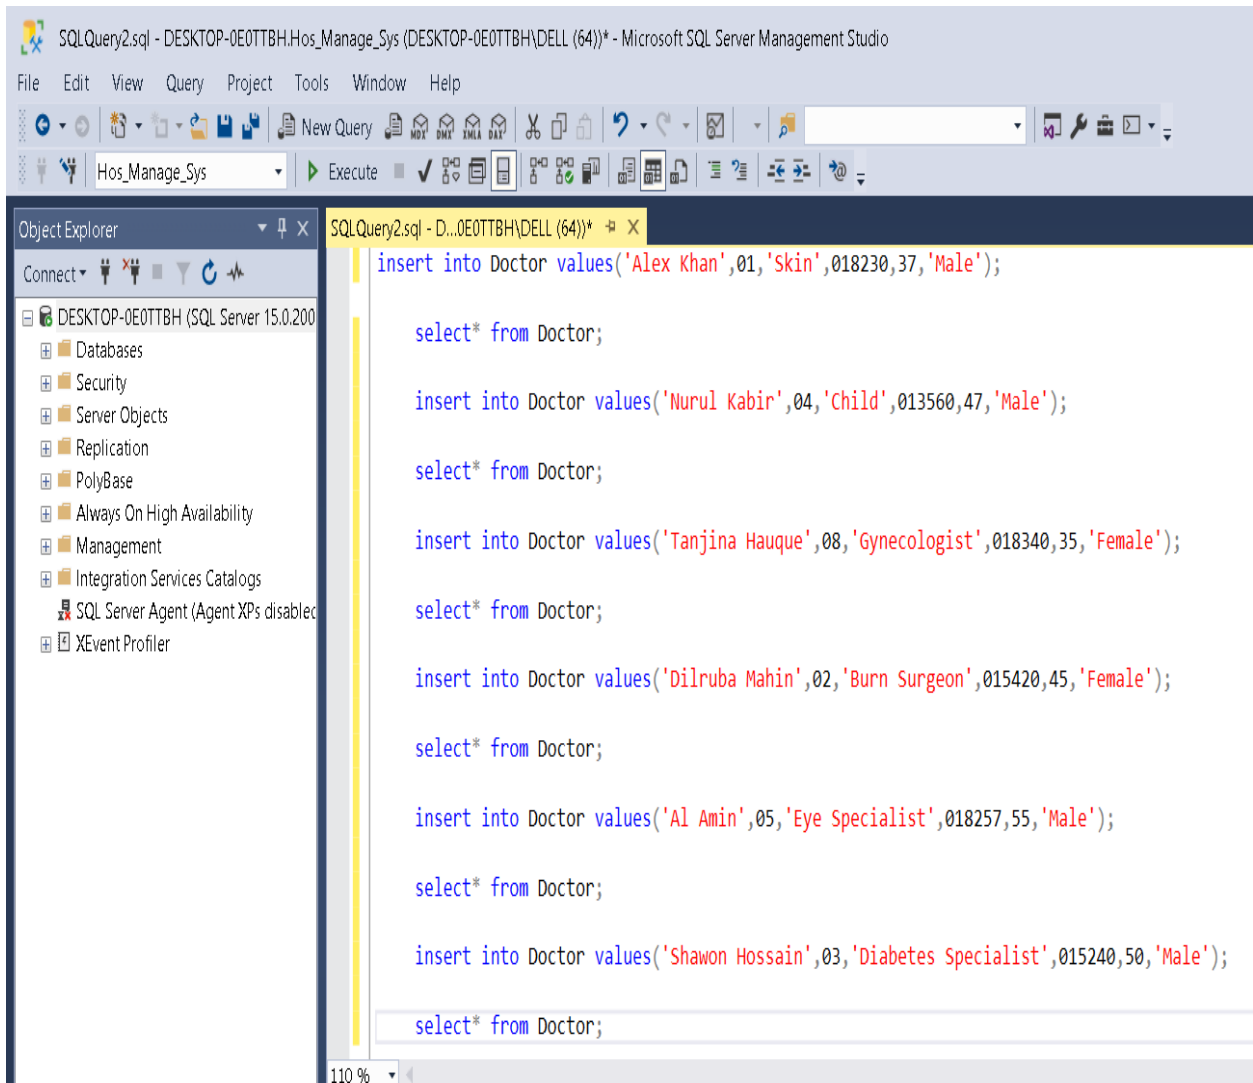 SQLQuery2.sql - DESKTOP-0E0TTBH.Hos_Manage_Sys (DESKTOP-0E0TTBH\DELL (64))* - Microsoft SQL Server Management Studio
File Edit View Query Project Tools Window Help
New Query MDX DMX XMLA DAX
Hos_Manage_Sys Execute
Object Explorer
Connect
DESKTOP-0E0TTBH (SQL Server 15.0.200
Databases
Security
Server Objects
Replication
PolyBase
Always On High Availability
Management
Integration Services Catalogs
SQL Server Agent (Agent XPs disabled
XEvent Profiler
SQLQuery2.sql - D...0E0TTBH\DELL (64))*
insert into Doctor values('Alex Khan',01,'Skin',018230,37,'Male');
select* from Doctor;
insert into Doctor values('Nurul Kabir',04,'Child',013560,47,'Male');
select* from Doctor;
insert into Doctor values('Tanjina Hauque',08,'Gynecologist',018340,35,'Female');
select* from Doctor;
insert into Doctor values('Dilruba Mahin',02,'Burn Surgeon',015420,45,'Female');
select* from Doctor;
insert into Doctor values('Al Amin',05,'Eye Specialist',018257,55,'Male');
select* from Doctor;
insert into Doctor values('Shawon Hossain',03,'Diabetes Specialist',015240,50,'Male');
select* from Doctor;
110 %